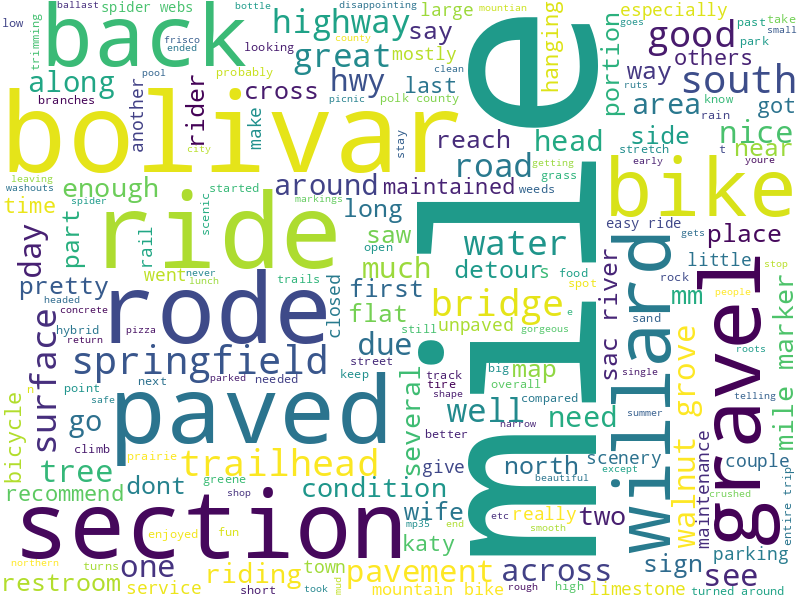 low
ballast
bottle
disappointing
mountian
goes
past
take
spider webs
large
especially
small
trimming
back
highway
say
hanging
portion
good
park
frisco
ended
looking
great
mostly
county
clean
others
along
pool
probably
hwy
last
way
south
branches
another
rider
cross
picnic
polk county
ruts
area
know
got
bolivar
make
stay
reach
head
side
rain
nice
city
road
stretch
t
near
leaving
washouts
getting
early
youre
spider
enough
started
around
maintained
grass
bike
time
ride
scenic
markings
long
weeds
easy ride
gets
place
day
part
rail
saw
water
open
mile
little
went
never
lunch
trails
much
detour
s
food
sac river
rock
stop
pretty
headed
rode
closed
first
spot
mm
people
hybrid
concrete
pizza
flat
bridge
e
sand
return
street
still
unpaved
gorgeous
willard
gravel
mile marker
surface
springfield
due
track
big
map
single
roots
point
next
parked
needed
keep
tire
overall
safe
paved
shape
compared
summer
walnut grove
telling
bicycle
n
go
several
well
narrow
need
climb
better
prairie
trailhead
give
north
scenery
couple
tree
beautiful
except
maintenance
recommend
dont
greene
condition
crushed
entire trip
section
shop
wife
etc
really
two
parking
enjoyed
fun
mp35
end
smooth
katy
sign
see
northern
turns
one
riding
town
pavement
across
restroom
service
short
took
mud
mountain bike
rough
high
limestone
turned around